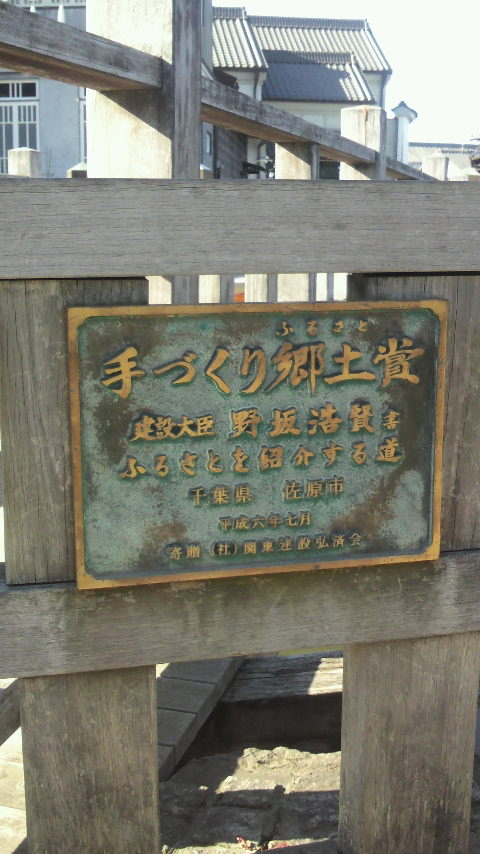 ふるさと
手づくり郷土賞
建設大臣 野坂浩賢 書
ふるさとを紹介する道
千葉県 佐原市
平成六年七月
寄贈 (社)関東建設弘済会